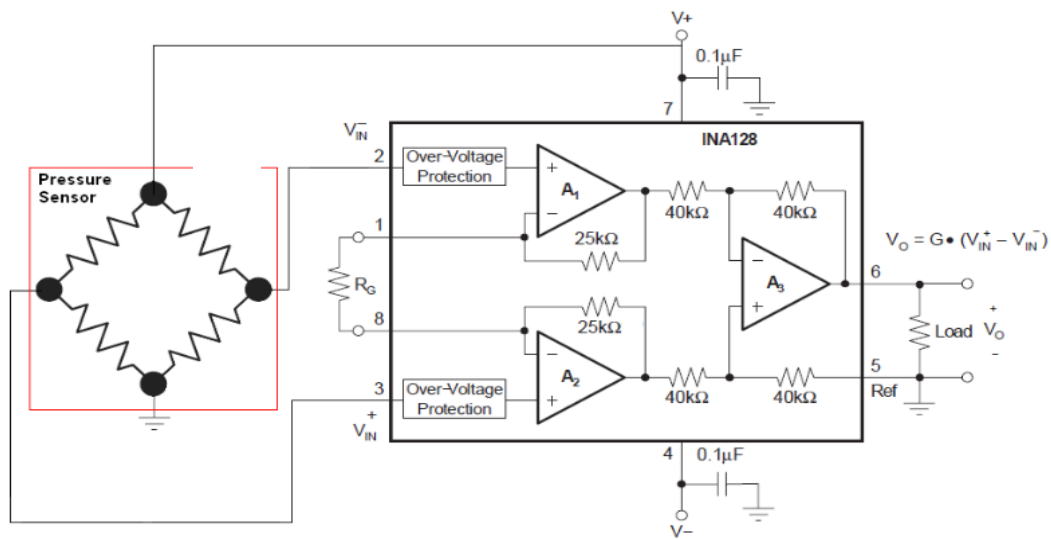 V+
0.1μF
7
INA128
V⁻IN
2
Over-Voltage
Protection
+
A1
−
40kΩ
40kΩ
25kΩ
Pressure
Sensor
1
RG
8
25kΩ
−
A3
+
6
VO = G• (V⁺IN − V⁻IN)
Load
+
VO
−
−
A2
+
3
Over-Voltage
Protection
40kΩ
40kΩ
5
Ref
+
VIN
4
0.1μF
V−